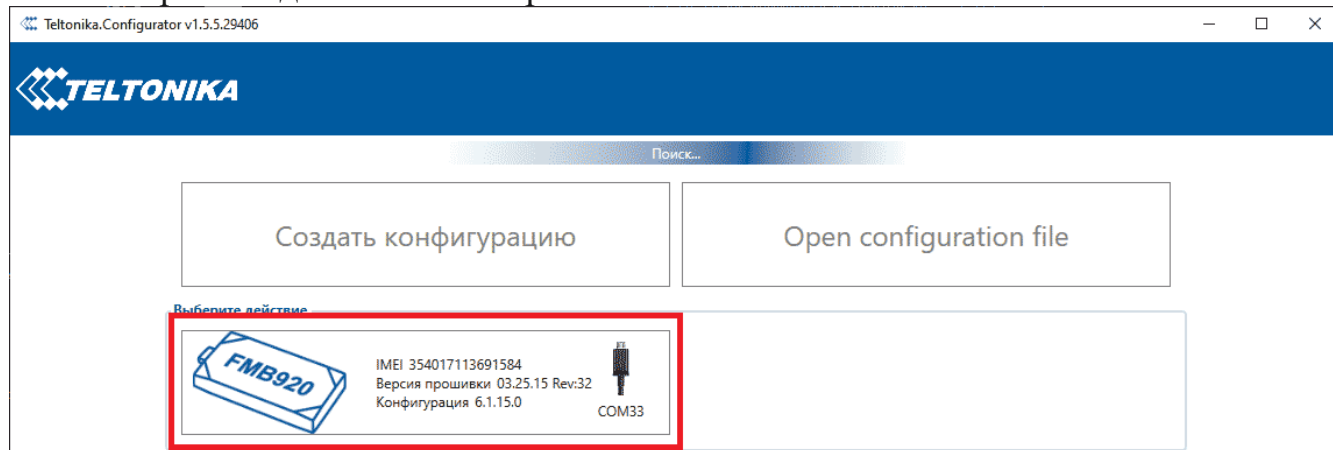 Teltonika.Configurator v1.5.5.29406
TELTONIKA
Поиск...
Создать конфигурацию
Open configuration file
Выберите действие
FMB920
IMEI 354017113691584
Версия прошивки 03.25.15 Rev:32
Конфигурация 6.1.15.0
COM33